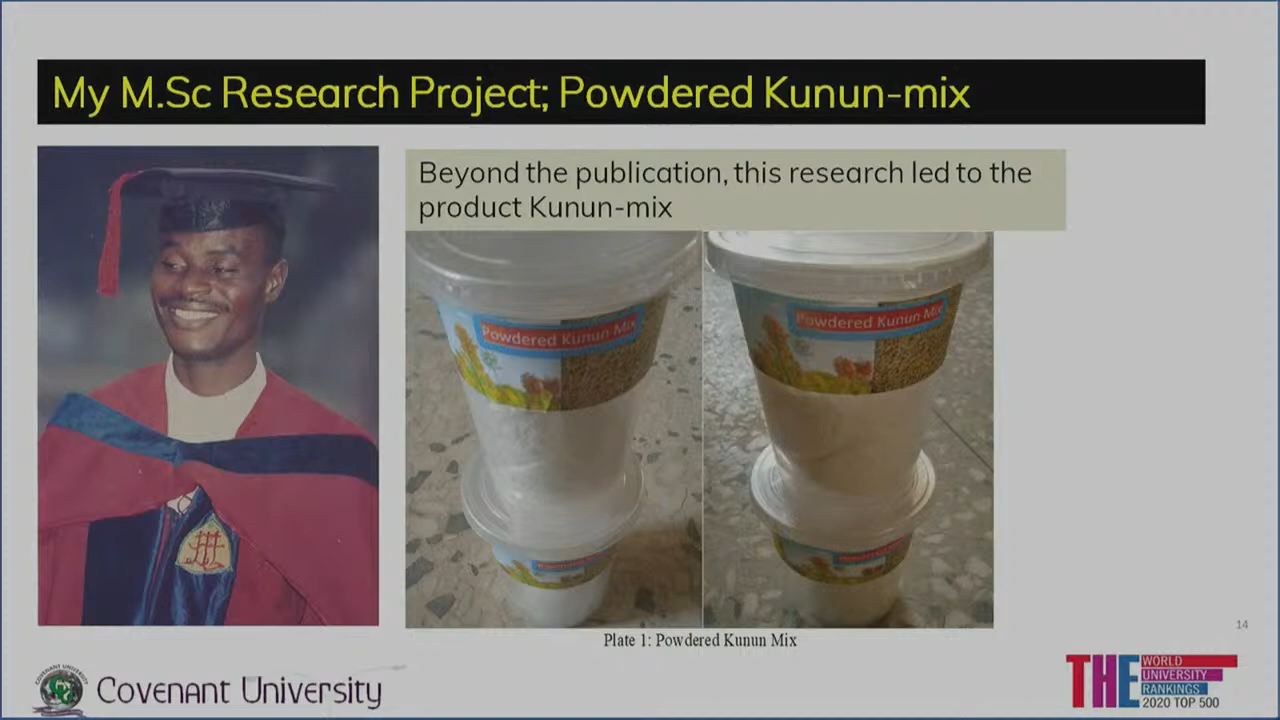 My M.Sc Research Project; Powdered Kunun-mix
Beyond the publication, this research led to the
product Kunun-mix
Powdered Kunun Mix
Powdered Kunun Mix
Plate 1: Powdered Kunun Mix
14
Covenant University
THE
WORLD
UNIVERSITY
RANKINGS
2020 TOP 500